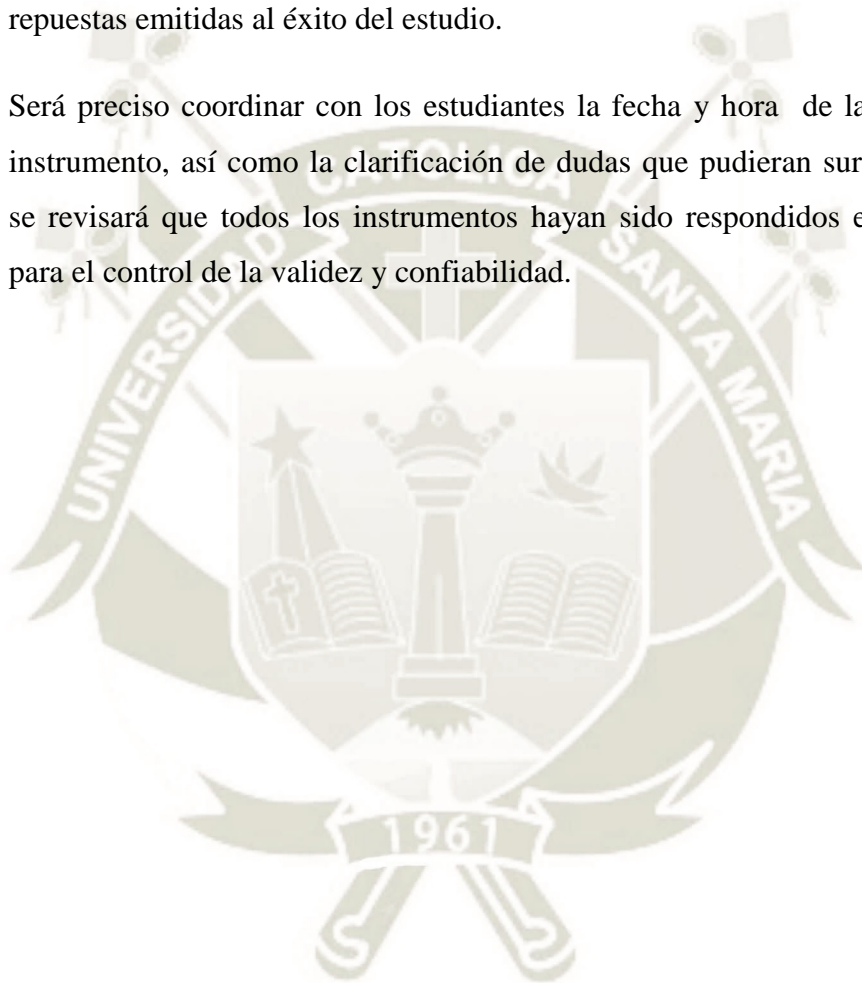 repuestas emitidas al éxito del estudio.
Será preciso coordinar con los estudiantes la fecha y hora de la
instrumento, así como la clarificación de dudas que pudieran sur
se revisará que todos los instrumentos hayan sido respondidos e
para el control de la validez y confiabilidad.
UNIVERSIDAD CATOLICA SANTA MARIA
1961